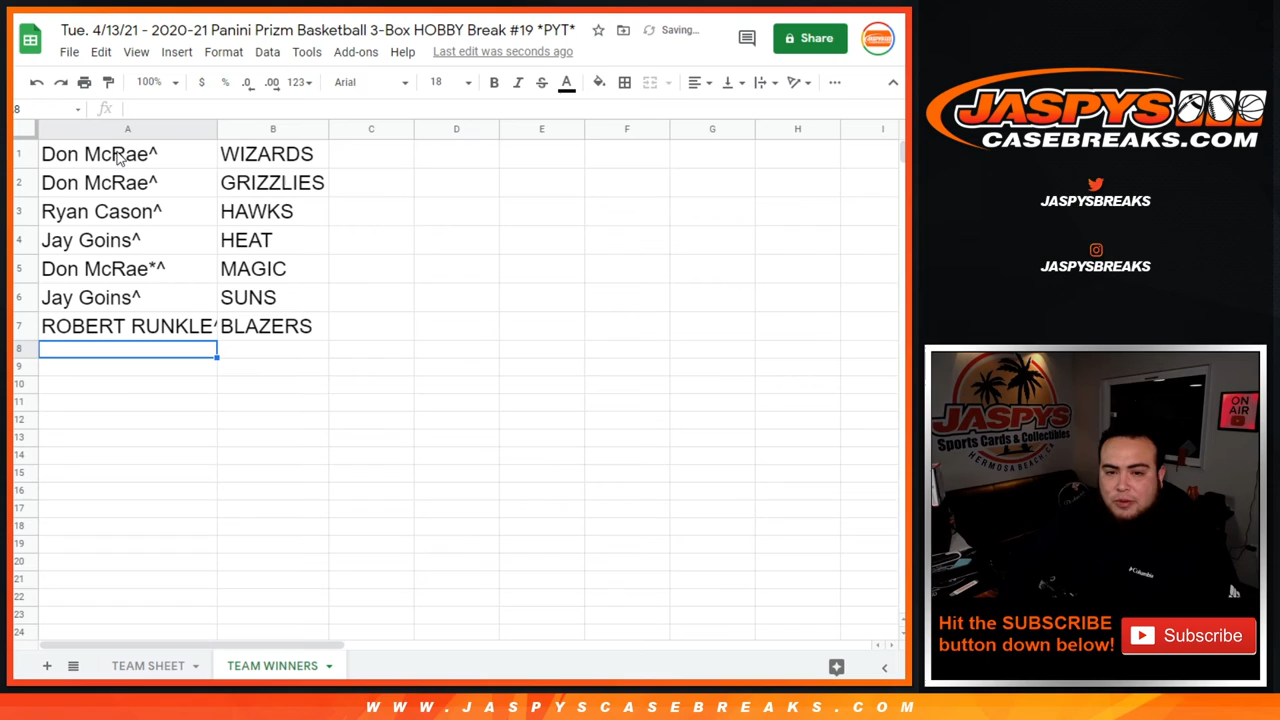 Tue. 4/13/21 - 2020-21 Panini Prizm Basketball 3-Box HOBBY Break #19 *PYT*
Saving...
Share
File Edit View Insert Format Data Tools Add-ons Help Last edit was seconds ago
100% $ % .0 .00 123 Arial 18 B I S A
8 fx
A B C D E F G H I
1 Don McRae^ WIZARDS
2 Don McRae^ GRIZZLIES
3 Ryan Cason^ HAWKS
4 Jay Goins^ HEAT
5 Don McRae*^ MAGIC
6 Jay Goins^ SUNS
7 ROBERT RUNKLE^ BLAZERS
8
9
10
11
12
13
14
15
16
17
18
19
20
21
22
23
24
TEAM SHEET TEAM WINNERS
JASPYS
CASEBREAKS.COM
JASPYSBREAKS
JASPYSBREAKS
ON AIR
JASPYS
Sports Cards & Collectibles
HERMOSA BEACH, CA
Columbia
Hit the SUBSCRIBE
button down below!
Subscribe
WWW.JASPYSCASEBREAKS.COM